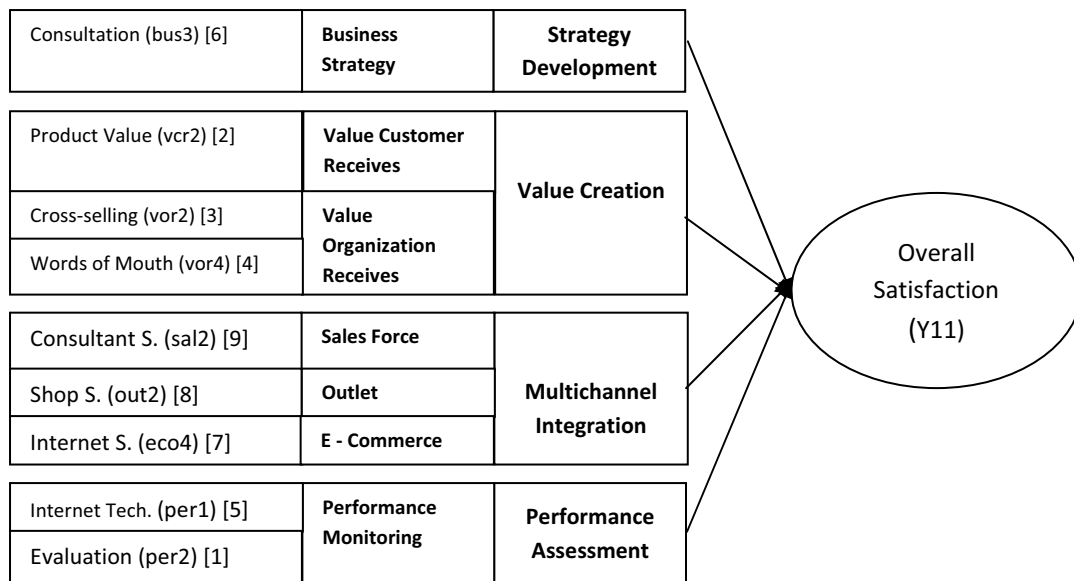 Consultation (bus3) [6]
Business
Strategy
Strategy
Development
Product Value (vcr2) [2]
Value Customer
Receives
Value Creation
Cross-selling (vor2) [3]
Words of Mouth (vor4) [4]
Value
Organization
Receives
Consultant S. (sal2) [9]
Sales Force
Shop S. (out2) [8]
Outlet
Internet S. (eco4) [7]
E - Commerce
Multichannel
Integration
Internet Tech. (per1) [5]
Evaluation (per2) [1]
Performance
Monitoring
Performance
Assessment
Overall
Satisfaction
(Y11)